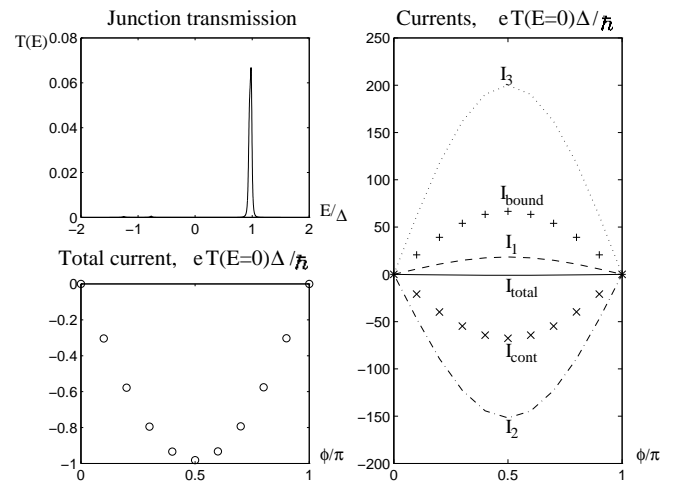 Junction transmission
T(E)
0.08
0.06
0.04
0.02
0
−2
−1
0
1
2
E/Δ
Total current, eT(E=0)Δ/ℏ
0
−0.2
−0.4
−0.6
−0.8
−1
0
0.5
1
ϕ/π
Currents, eT(E=0)Δ/ℏ
250
200
150
100
50
0
−50
−100
−150
−200
I3
Ibound
I1
Itotal
Icont
I2
0
0.5
1
ϕ/π